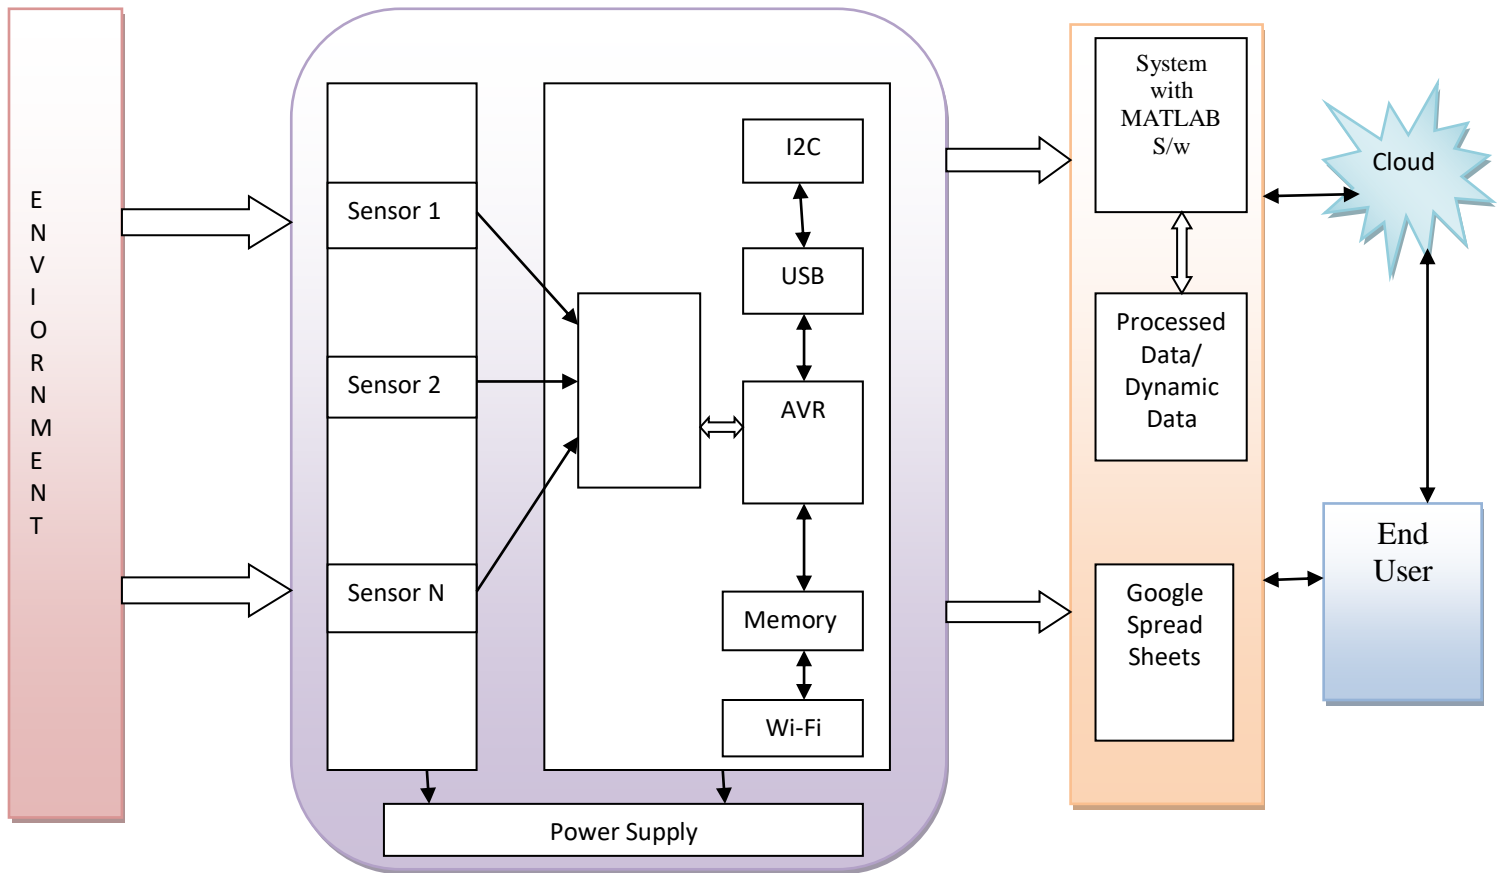 E
N
V
I
O
R
N
M
E
N
T
Sensor 1
Sensor 2
Sensor N
I2C
USB
AVR
Memory
Wi-Fi
Power Supply
System
with
MATLAB
S/w
Processed
Data/
Dynamic
Data
Google
Spread
Sheets
Cloud
End
User